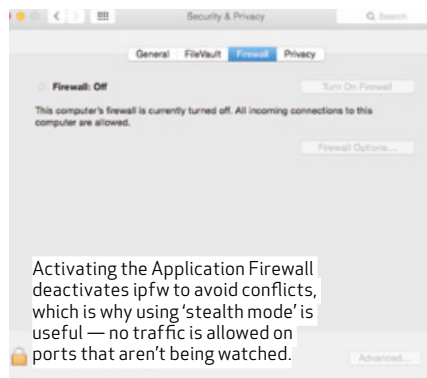 Security & Privacy
Search
General FileVault Firewall Privacy
Firewall: Off
Turn On Firewall
This computer's firewall is currently turned off. All incoming connections to this
computer are allowed.
Firewall Options...
Activating the Application Firewall
deactivates ipfw to avoid conflicts,
which is why using ‘stealth mode’ is
useful — no traffic is allowed on
ports that aren’t being watched.
Advanced...